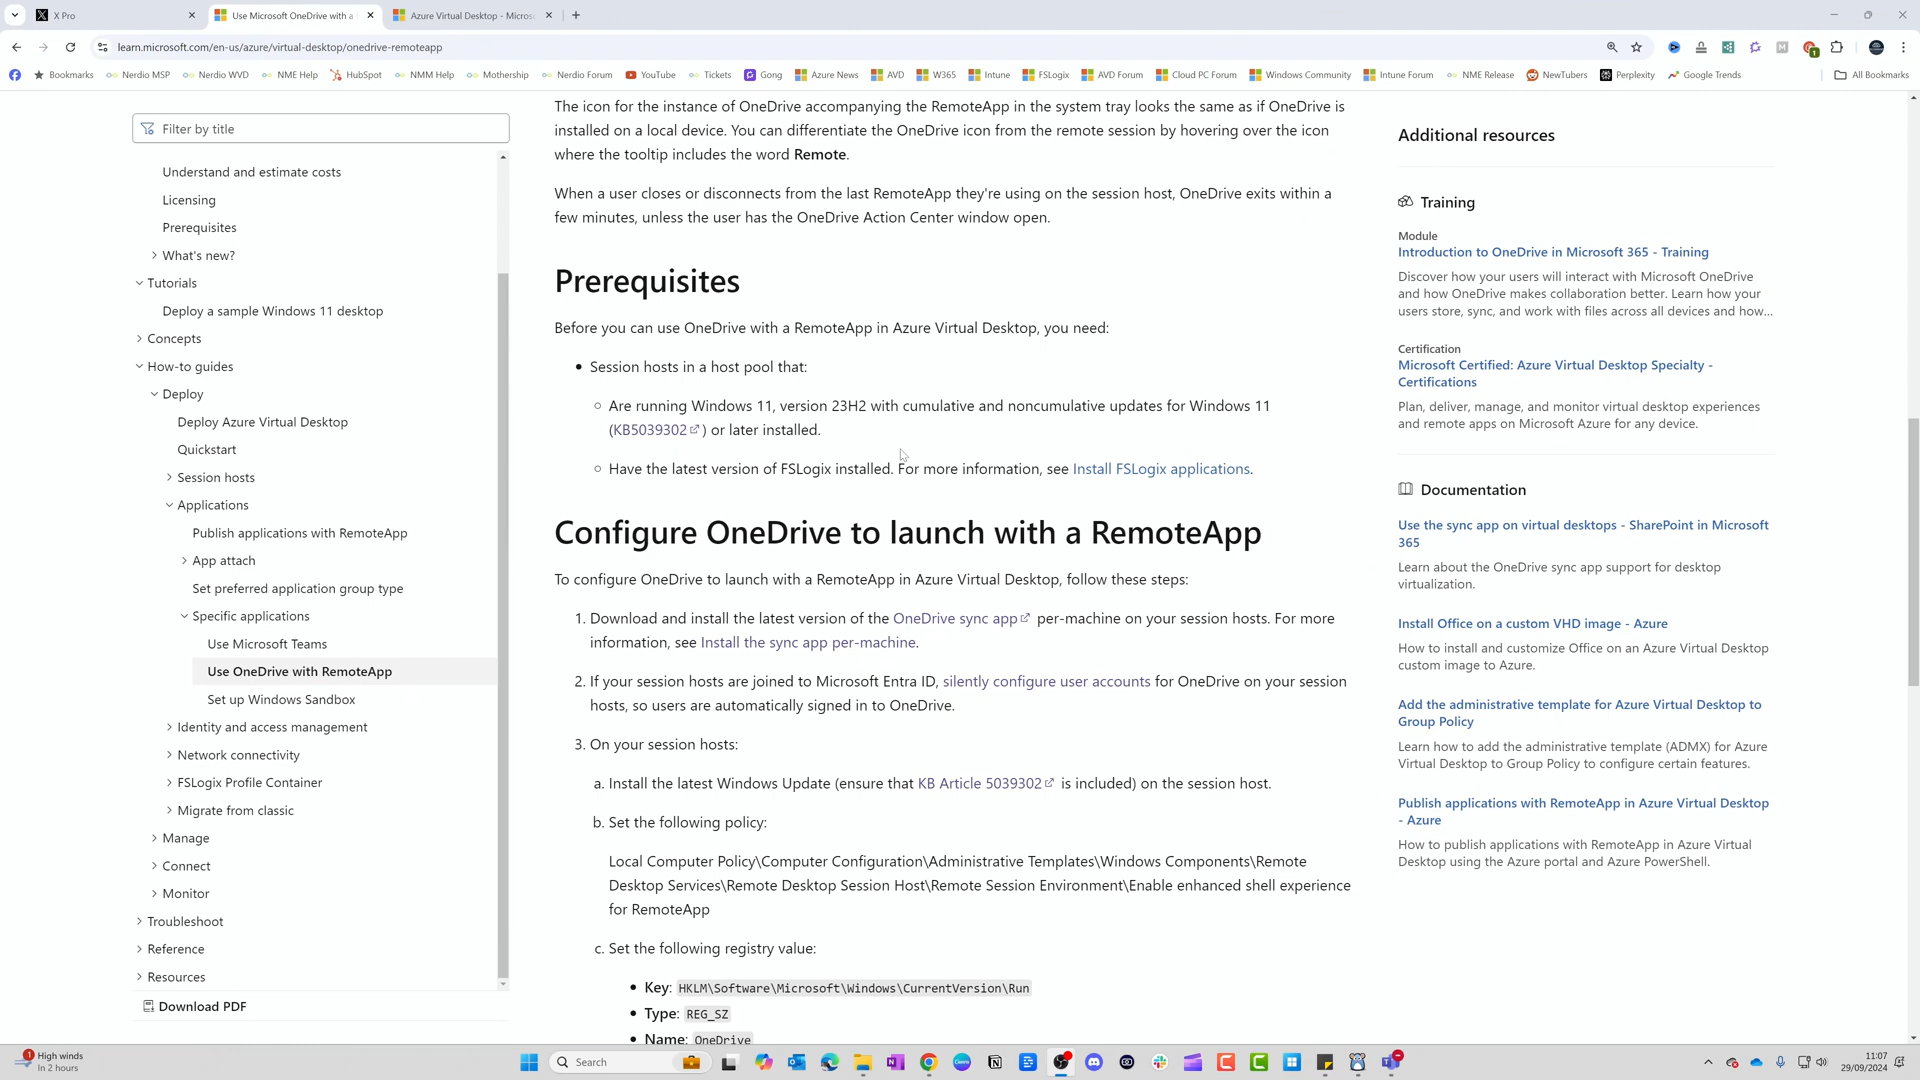 X Pro
Use Microsoft OneDrive with a
Azure Virtual Desktop - Micros
learn.microsoft.com/en-us/azure/virtual-desktop/onedrive-remoteapp
Bookmarks
Nerdio MSP
Nerdio WVD
NME Help
HubSpot
NMM Help
Mothership
Nerdio Forum
YouTube
Tickets
Gong
Azure News
AVD
W365
Intune
FSLogix
AVD Forum
Cloud PC Forum
Windows Community
Intune Forum
NME Release
NewTubers
Perplexity
Google Trends
All Bookmarks
Filter by title
Understand and estimate costs
Licensing
Prerequisites
What's new?
Tutorials
Deploy a sample Windows 11 desktop
Concepts
How-to guides
Deploy
Deploy Azure Virtual Desktop
Quickstart
Session hosts
Applications
Publish applications with RemoteApp
App attach
Set preferred application group type
Specific applications
Use Microsoft Teams
Use OneDrive with RemoteApp
Set up Windows Sandbox
Identity and access management
Network connectivity
FSLogix Profile Container
Migrate from classic
Manage
Connect
Monitor
Troubleshoot
Reference
Resources
Download PDF
The icon for the instance of OneDrive accompanying the RemoteApp in the system tray looks the same as if OneDrive is
installed on a local device. You can differentiate the OneDrive icon from the remote session by hovering over the icon
where the tooltip includes the word Remote.
When a user closes or disconnects from the last RemoteApp they're using on the session host, OneDrive exits within a
few minutes, unless the user has the OneDrive Action Center window open.
Prerequisites
Before you can use OneDrive with a RemoteApp in Azure Virtual Desktop, you need:
• Session hosts in a host pool that:
○ Are running Windows 11, version 23H2 with cumulative and noncumulative updates for Windows 11
(KB5039302 ) or later installed.
○ Have the latest version of FSLogix installed. For more information, see Install FSLogix applications.
Configure OneDrive to launch with a RemoteApp
To configure OneDrive to launch with a RemoteApp in Azure Virtual Desktop, follow these steps:
1. Download and install the latest version of the OneDrive sync app per-machine on your session hosts. For more
information, see Install the sync app per-machine.
2. If your session hosts are joined to Microsoft Entra ID, silently configure user accounts for OneDrive on your session
hosts, so users are automatically signed in to OneDrive.
3. On your session hosts:
a. Install the latest Windows Update (ensure that KB Article 5039302 is included) on the session host.
b. Set the following policy:
Local Computer Policy\Computer Configuration\Administrative Templates\Windows Components\Remote
Desktop Services\Remote Desktop Session Host\Remote Session Environment\Enable enhanced shell experience
for RemoteApp
c. Set the following registry value:
• Key: HKLM\Software\Microsoft\Windows\CurrentVersion\Run
• Type: REG_SZ
• Name: OneDrive
Additional resources
Training
Module
Introduction to OneDrive in Microsoft 365 - Training
Discover how your users will interact with Microsoft OneDrive
and how OneDrive makes collaboration better. Learn how your
users store, sync, and work with files across all devices and how...
Certification
Microsoft Certified: Azure Virtual Desktop Specialty -
Certifications
Plan, deliver, manage, and monitor virtual desktop experiences
and remote apps on Microsoft Azure for any device.
Documentation
Use the sync app on virtual desktops - SharePoint in Microsoft
365
Learn about the OneDrive sync app support for desktop
virtualization.
Install Office on a custom VHD image - Azure
How to install and customize Office on an Azure Virtual Desktop
custom image to Azure.
Add the administrative template for Azure Virtual Desktop to
Group Policy
Learn how to add the administrative template (ADMX) for Azure
Virtual Desktop to Group Policy to configure certain features.
Publish applications with RemoteApp in Azure Virtual Desktop
- Azure
How to publish applications with RemoteApp in Azure Virtual
Desktop using the Azure portal and Azure PowerShell.
1
High winds
In 2 hours
Search
11:07
29/09/2024